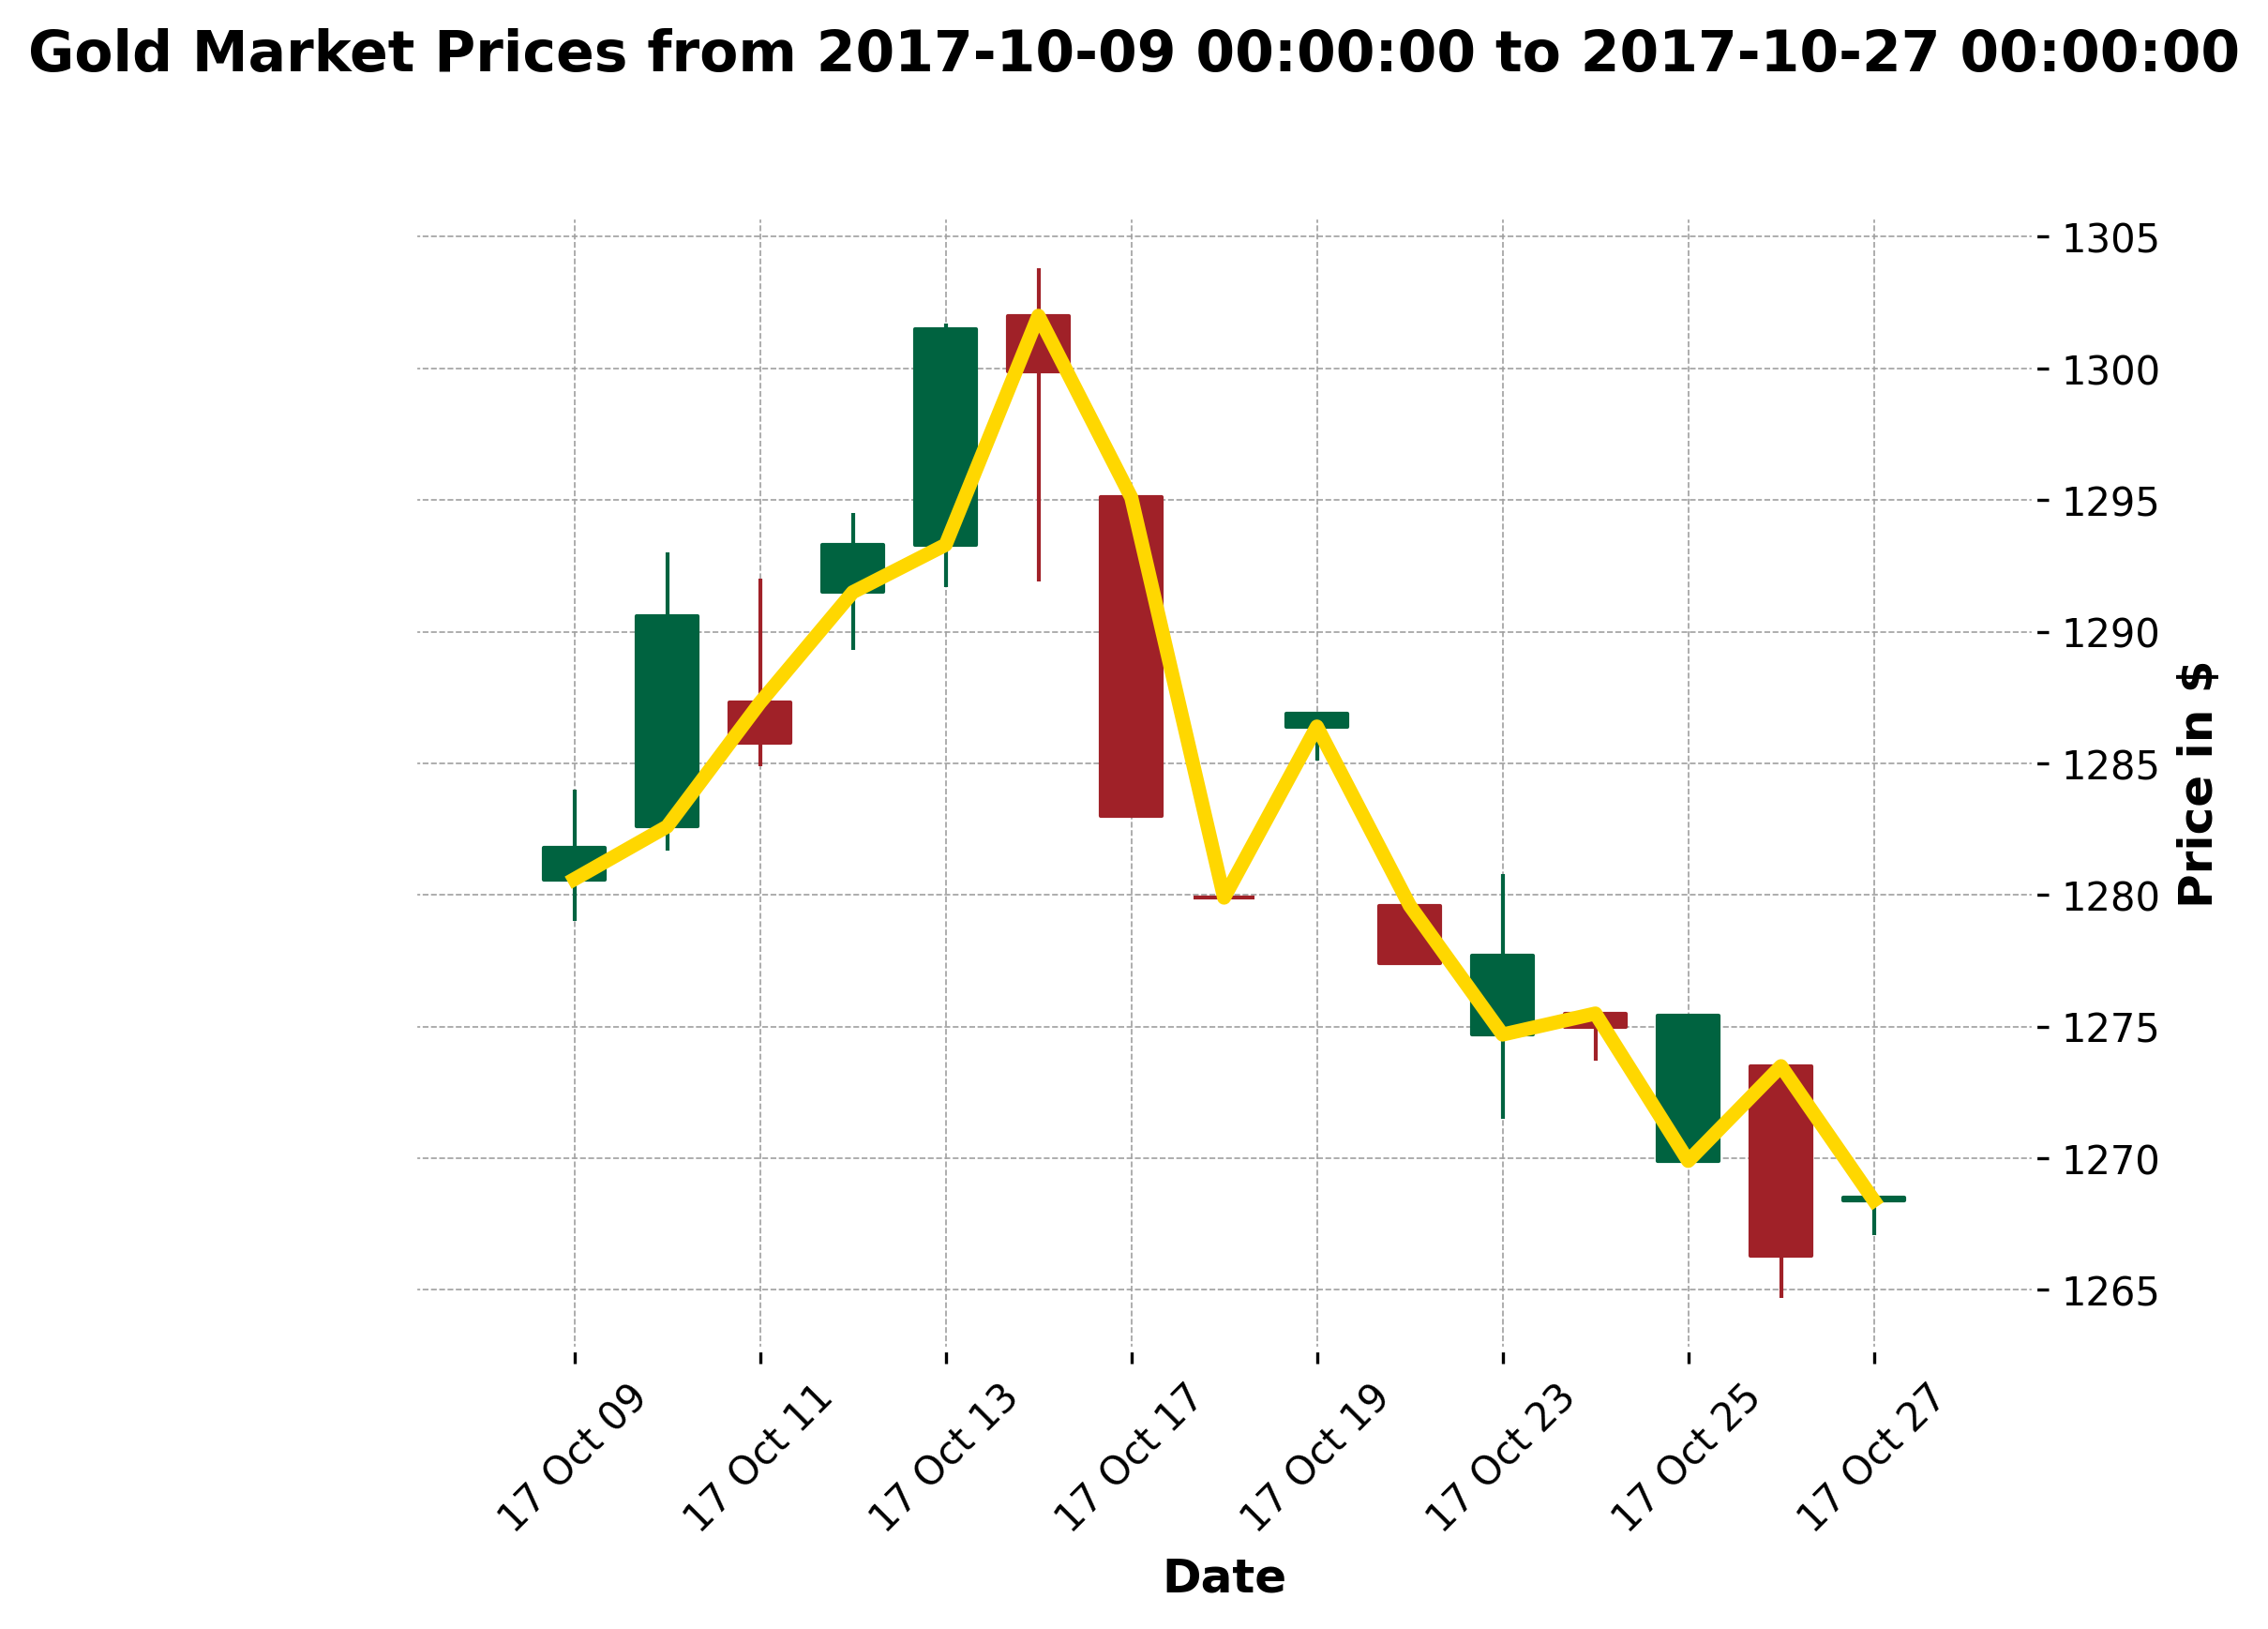 Gold Market Prices from 2017-10-09 00:00:00 to 2017-10-27 00:00:00
1305
1300
1295
1290
1285
1280
1275
1270
1265
Price in $
17 Oct 09
17 Oct 11
17 Oct 13
17 Oct 17
17 Oct 19
17 Oct 23
17 Oct 25
17 Oct 27
Date